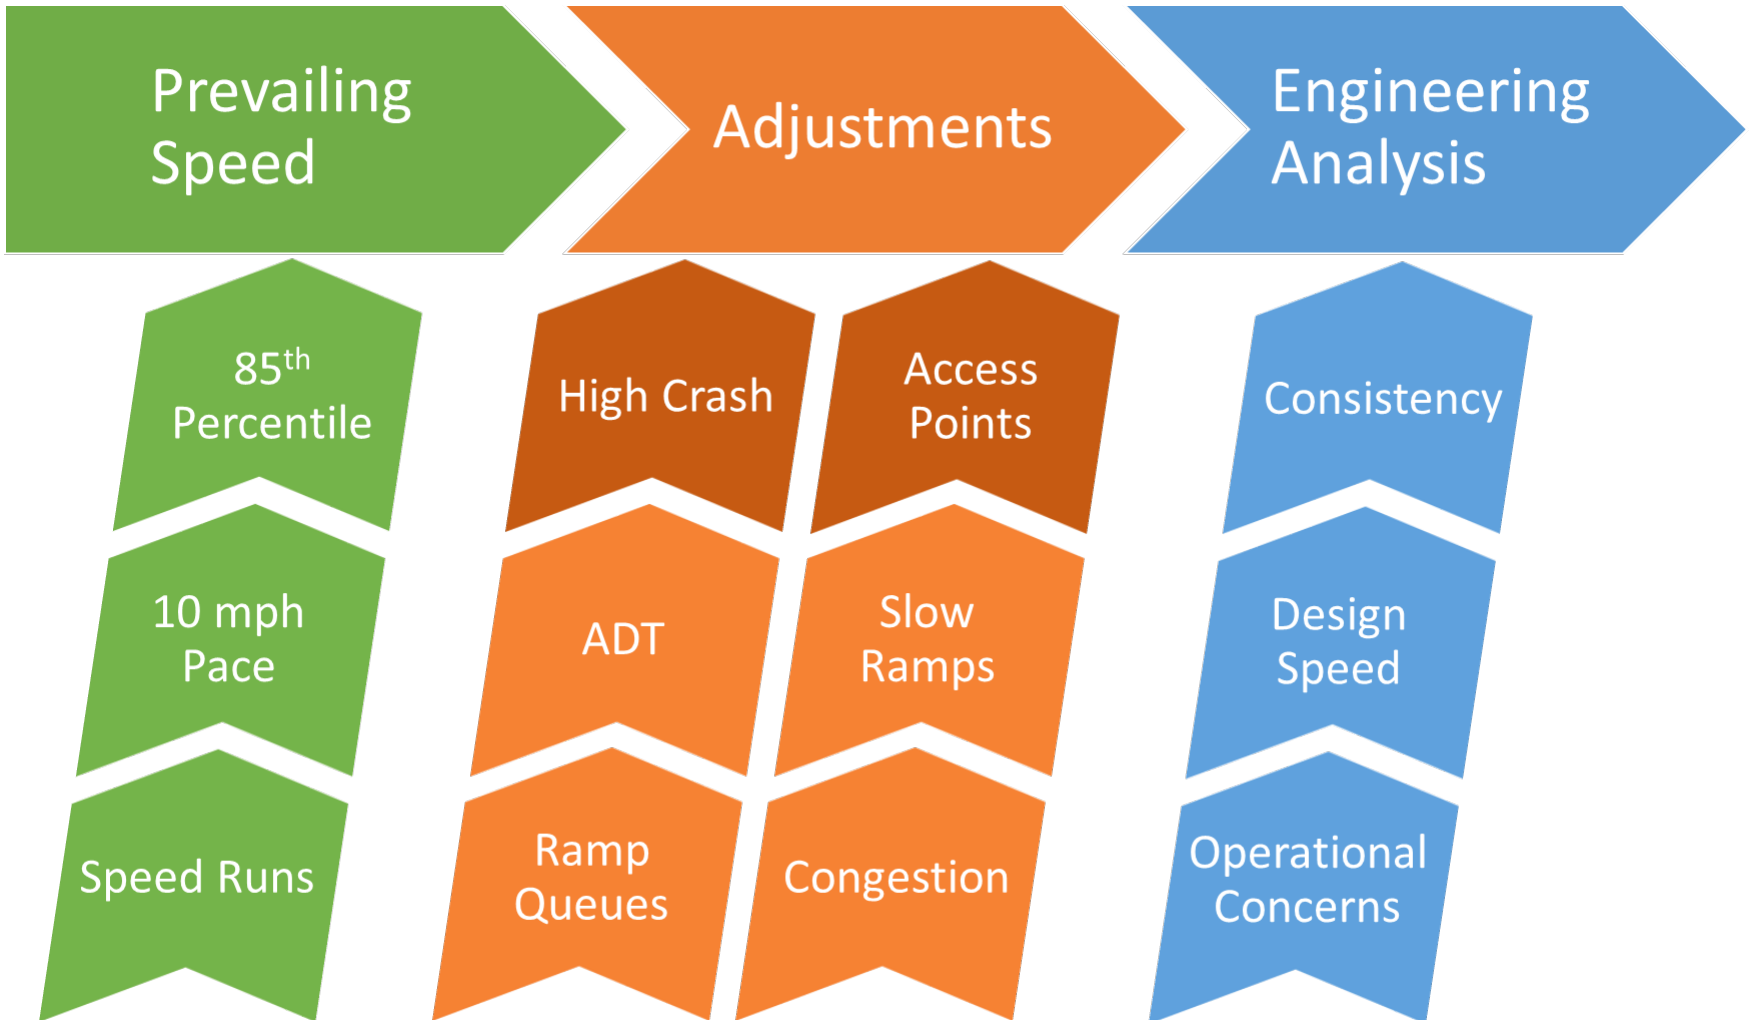 Prevailing
Speed
Adjustments
Engineering
Analysis
85th
Percentile
10 mph
Pace
Speed Runs
High Crash
ADT
Ramp
Queues
Access
Points
Slow
Ramps
Congestion
Consistency
Design
Speed
Operational
Concerns